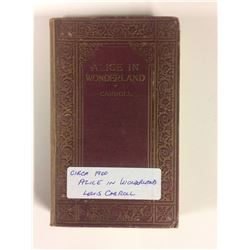 ALICE IN
WONDERLAND
CARROLL
CIRCA 1900
ALICE IN WONDERLAND
LEWIS CARROLL